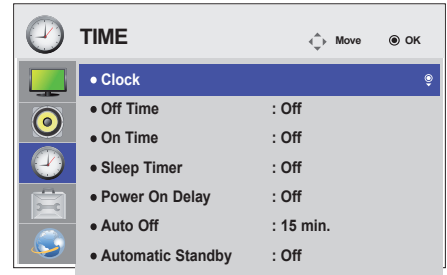 TIME
Move OK
● Clock
● Off Time : Off
● On Time : Off
● Sleep Timer : Off
● Power On Delay : Off
● Auto Off : 15 min.
● Automatic Standby : Off